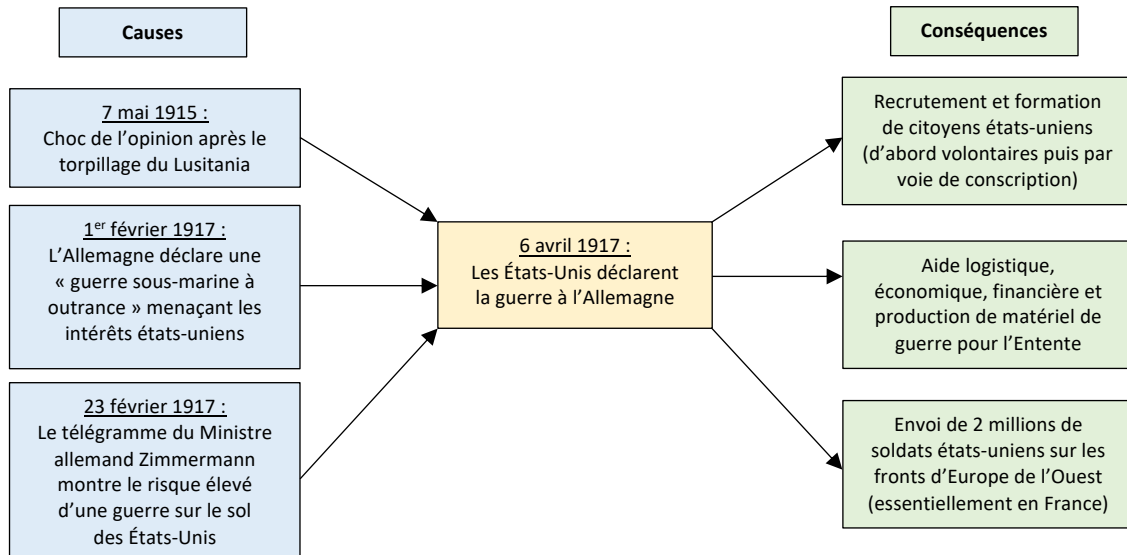 Causes
7 mai 1915 :
Choc de l’opinion après le
torpillage du Lusitania
1er février 1917 :
L’Allemagne déclare une
« guerre sous-marine à
outrance » menaçant les
intérêts états-uniens
23 février 1917 :
Le télégramme du Ministre
allemand Zimmermann
montre le risque élevé
d’une guerre sur le sol
des États-Unis
6 avril 1917 :
Les États-Unis déclarent
la guerre à l’Allemagne
Conséquences
Recrutement et formation
de citoyens états-uniens
(d’abord volontaires puis par
voie de conscription)
Aide logistique,
économique, financière et
production de matériel de
guerre pour l’Entente
Envoi de 2 millions de
soldats états-uniens sur les
fronts d’Europe de l’Ouest
(essentiellement en France)